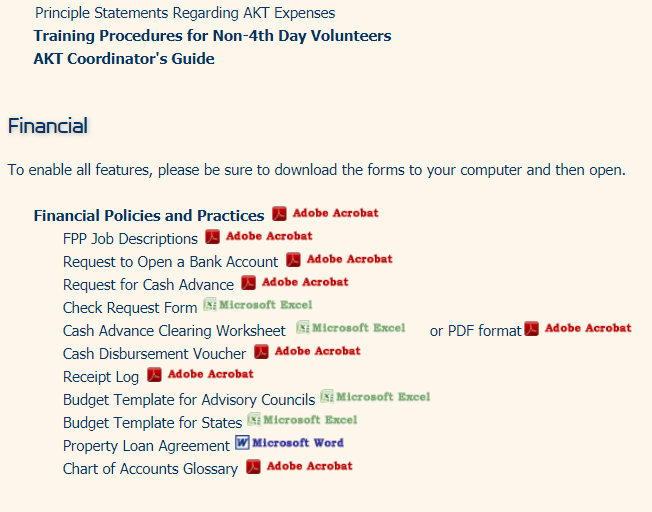 Principle Statements Regarding AKT Expenses
Training Procedures for Non-4th Day Volunteers
AKT Coordinator's Guide
Financial
To enable all features, please be sure to download the forms to your computer and then open.
Financial Policies and Practices Adobe Acrobat
FPP Job Descriptions Adobe Acrobat
Request to Open a Bank Account Adobe Acrobat
Request for Cash Advance Adobe Acrobat
Check Request Form Microsoft Excel
Cash Advance Clearing Worksheet Microsoft Excel or PDF format Adobe Acrobat
Cash Disbursement Voucher Adobe Acrobat
Receipt Log Adobe Acrobat
Budget Template for Advisory Councils Microsoft Excel
Budget Template for States Microsoft Excel
Property Loan Agreement Microsoft Word
Chart of Accounts Glossary Adobe Acrobat